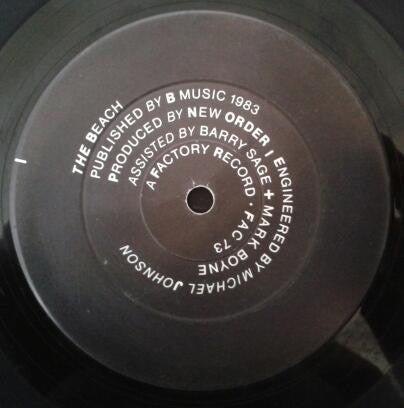 THE BEACH
PUBLISHED BY B MUSIC 1983
PRODUCED BY NEW ORDER / ENGINEERED BY MICHAEL JOHNSON
ASSISTED BY BARRY SAGE + MARK BOYNE
A FACTORY RECORD · FAC 73